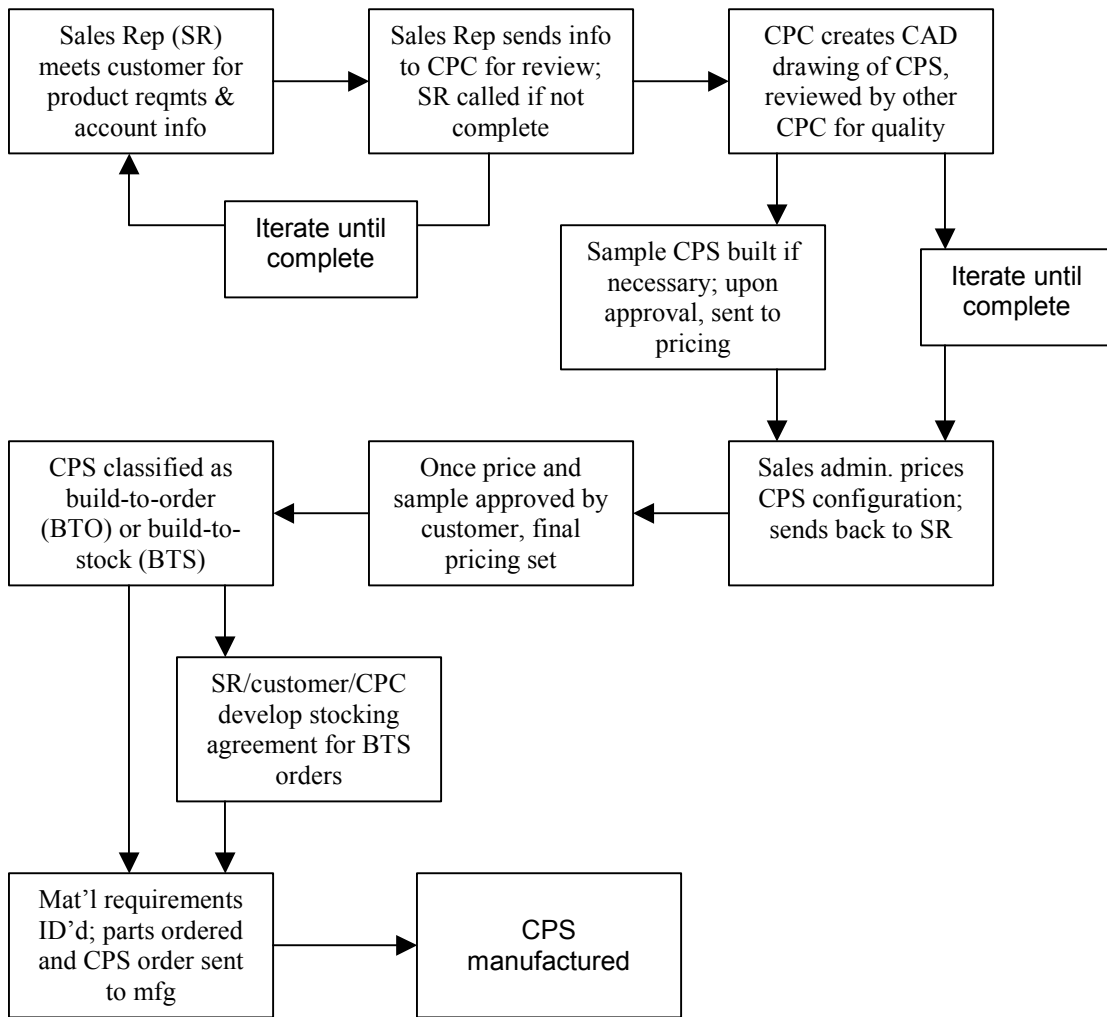 Sales Rep (SR)
meets customer for
product reqmts &
account info
Sales Rep sends info
to CPC for review;
SR called if not
complete
CPC creates CAD
drawing of CPS,
reviewed by other
CPC for quality
Iterate until
complete
Sample CPS built if
necessary; upon
approval, sent to
pricing
Iterate until
complete
CPS classified as
build-to-order
(BTO) or build-to-
stock (BTS)
Once price and
sample approved by
customer, final
pricing set
Sales admin. prices
CPS configuration;
sends back to SR
SR/customer/CPC
develop stocking
agreement for BTS
orders
Mat’l requirements
ID’d; parts ordered
and CPS order sent
to mfg
CPS
manufactured